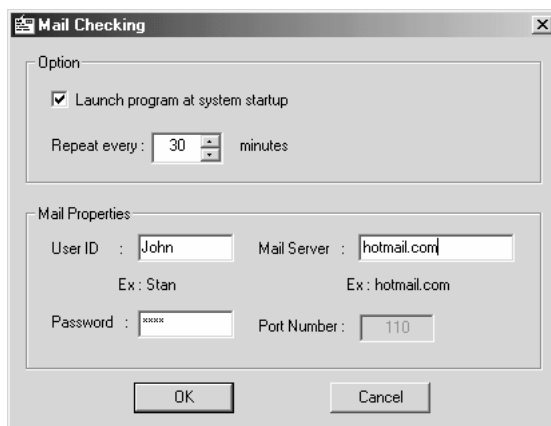 Mail Checking
Option
Launch program at system startup
Repeat every : 30 minutes
Mail Properties
User ID : John Mail Server : hotmail.com
Ex : Stan Ex : hotmail.com
Password : **** Port Number : 110
OK Cancel